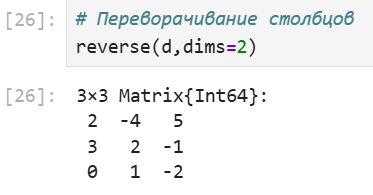 [26]: # Переворачивание столбцов
reverse(d,dims=2)
[26]: 3×3 Matrix{Int64}:
2 -4 5
3 2 -1
0 1 -2